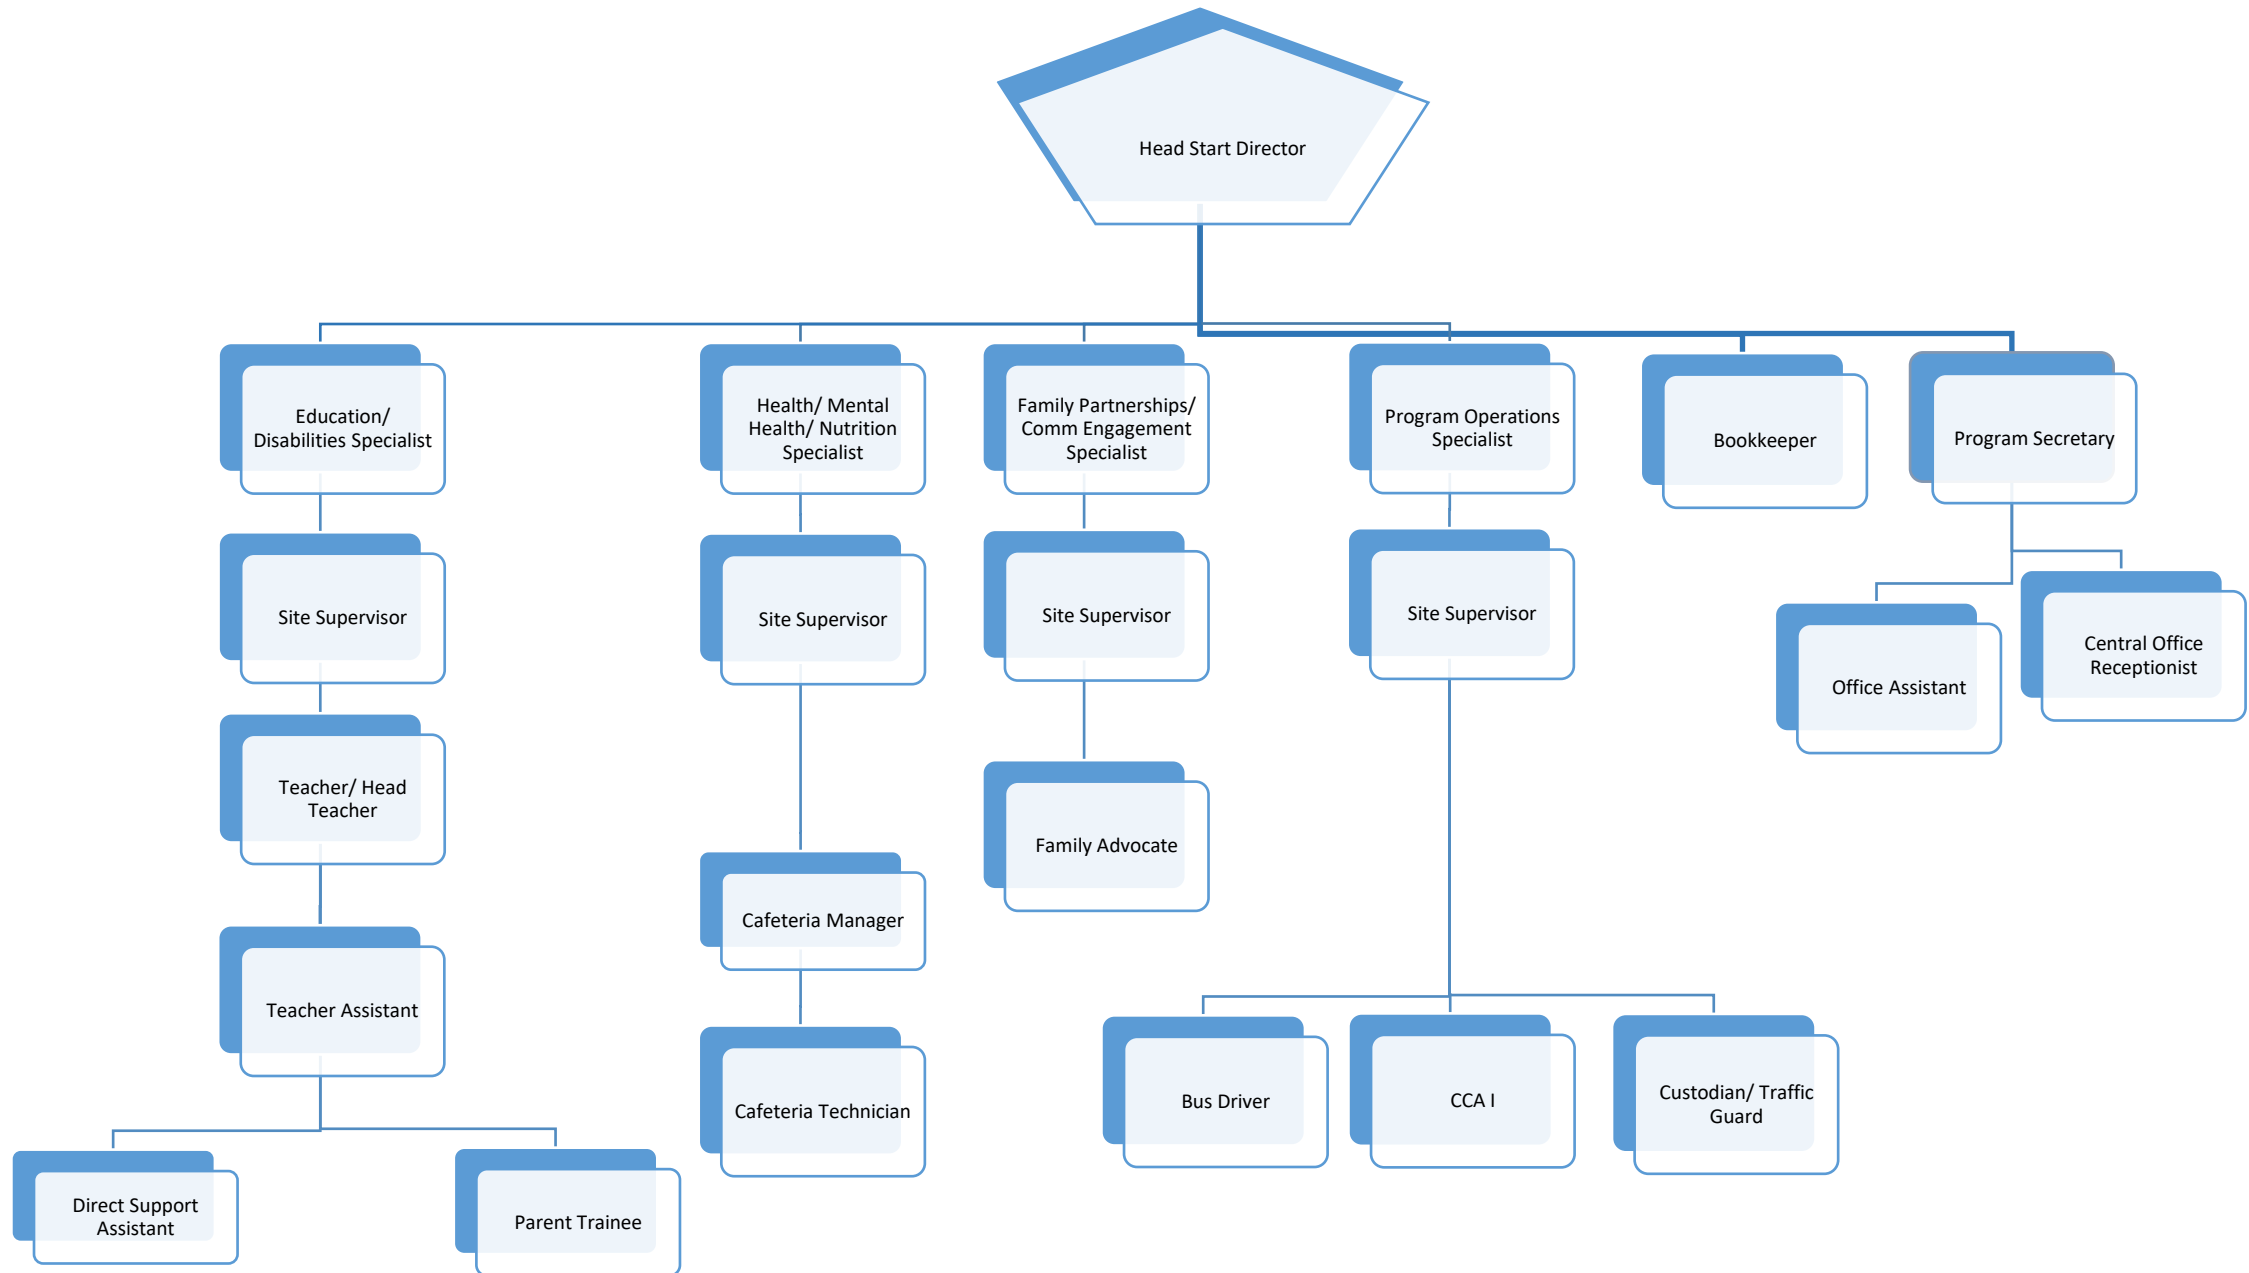 Head Start Director
Education/
Disabilities Specialist
Health/ Mental
Health/ Nutrition
Specialist
Family Partnerships/
Comm Engagement
Specialist
Program Operations
Specialist
Bookkeeper
Program Secretary
Site Supervisor
Site Supervisor
Site Supervisor
Site Supervisor
Office Assistant
Central Office
Receptionist
Teacher/ Head
Teacher
Family Advocate
Cafeteria Manager
Teacher Assistant
Cafeteria Technician
Bus Driver
CCA I
Custodian/ Traffic
Guard
Direct Support
Assistant
Parent Trainee